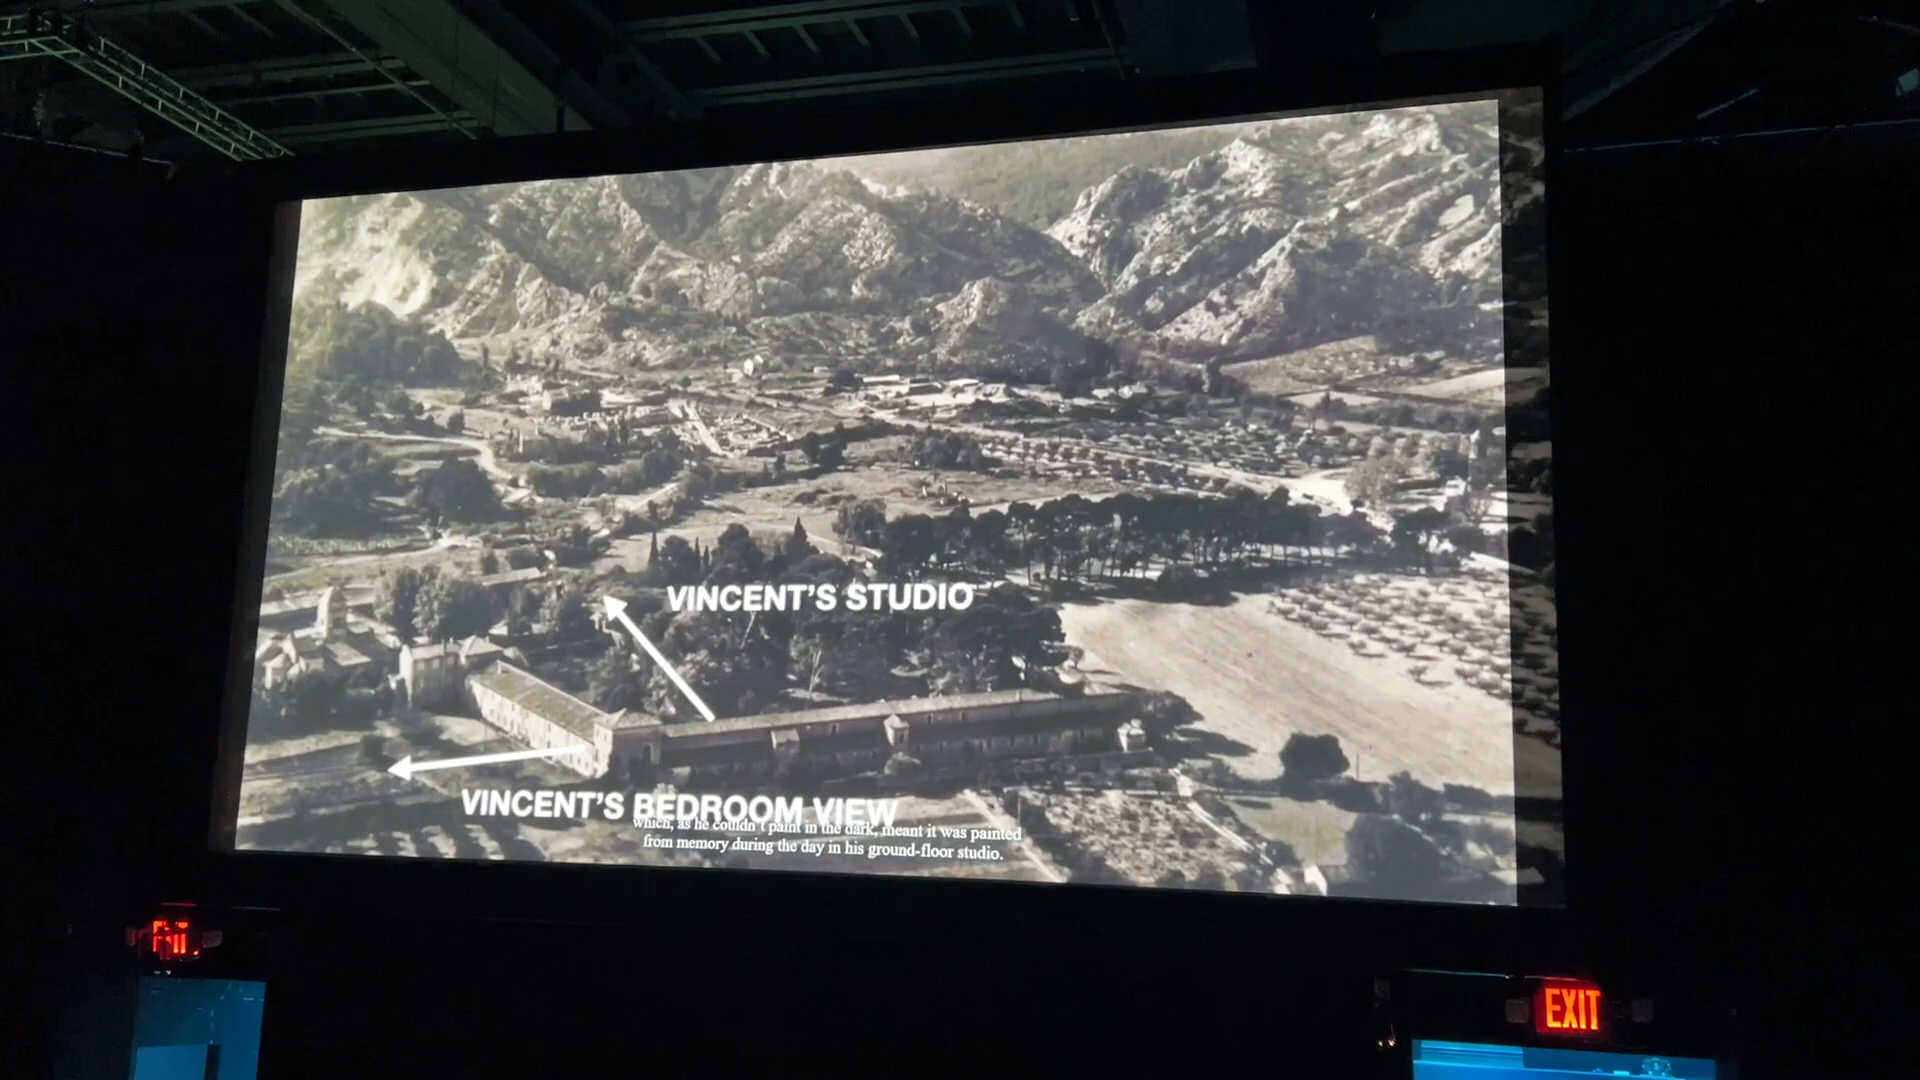 VINCENT'S STUDIO
VINCENT'S BEDROOM VIEW
which, as he couldn't paint in the dark, meant it was painted
from memory during the day in his ground-floor studio.
EXIT
EXIT